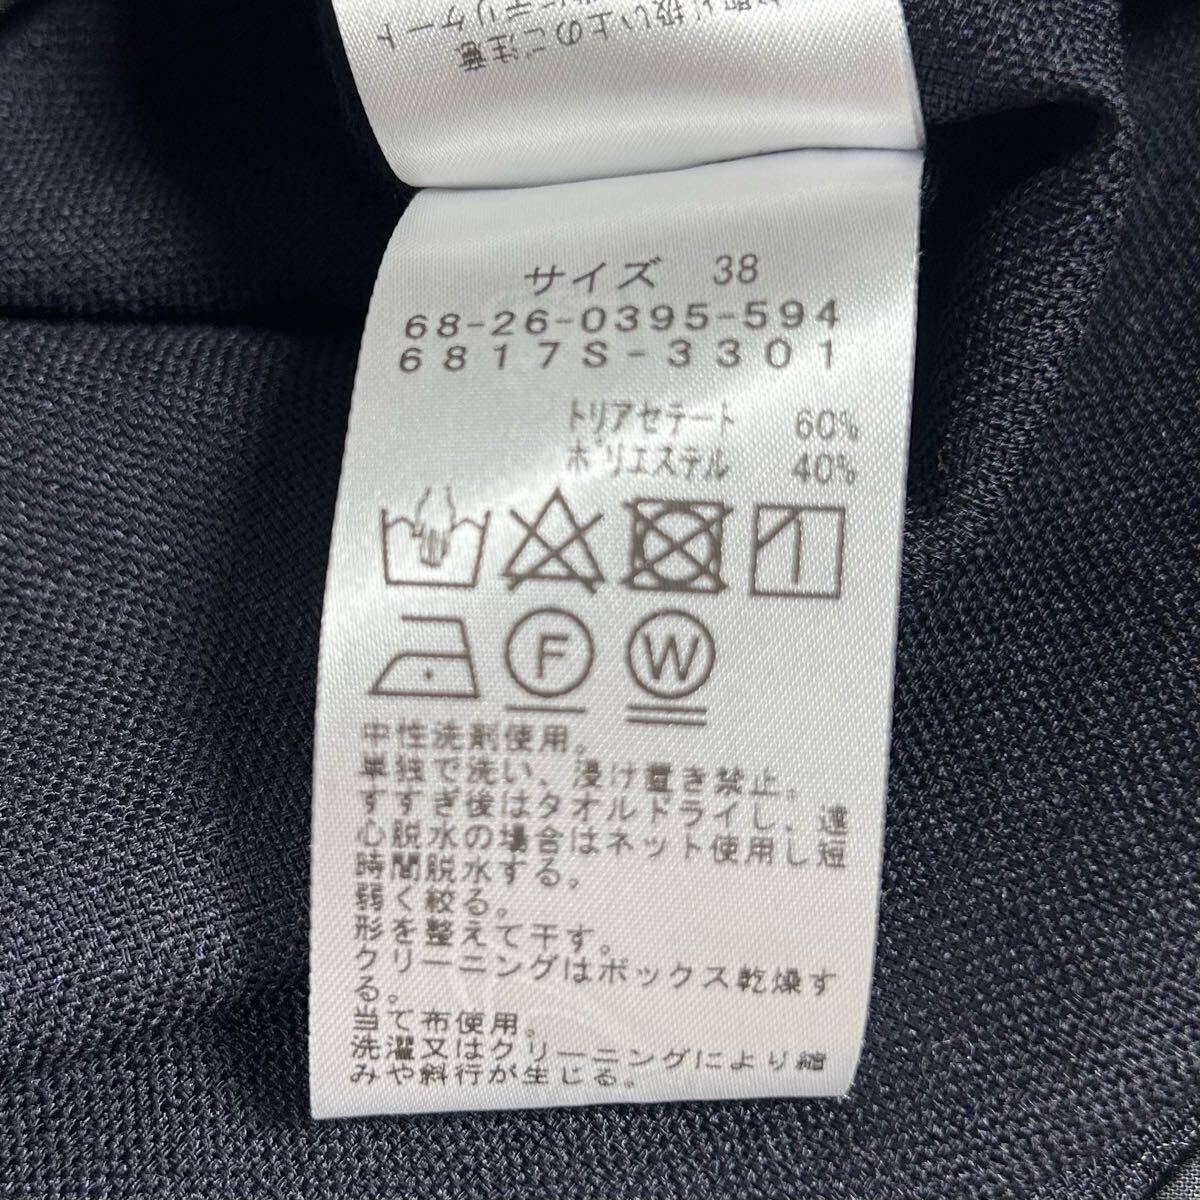 上のご注意
サイズ 38
68-26-0395-594
6817S-3301
トリアセテート 60%
ポリエステル 40%
F W
中性洗剤使用。
単独で洗い、浸け置き禁止。
すすぎ後はタオルドライし、遠
心脱水の場合はネット使用し短
時間脱水する。
弱く絞る。
形を整えて干す。
クリーニングはボックス乾燥す
る。
当て布使用。
洗濯又はクリーニングにより縮
みや斜行が生じる。